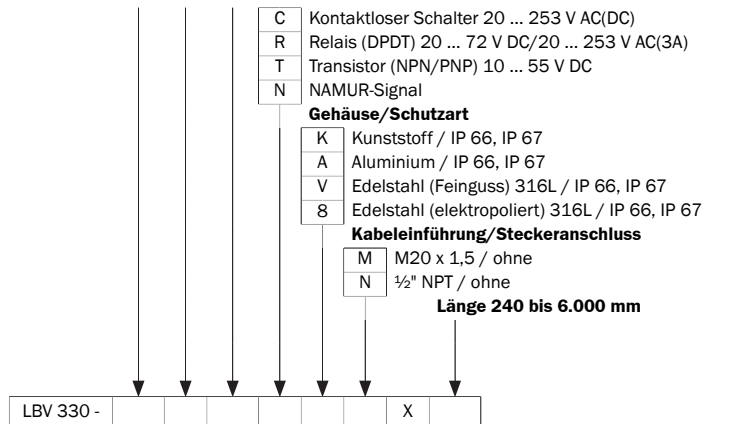 C Kontaktloser Schalter 20 ... 253 V AC(DC)
R Relais (DPDT) 20 ... 72 V DC/20 ... 253 V AC(3A)
T Transistor (NPN/PNP) 10 ... 55 V DC
N NAMUR-Signal
Gehäuse/Schutzart
K Kunststoff / IP 66, IP 67
A Aluminium / IP 66, IP 67
V Edelstahl (Feinguss) 316L / IP 66, IP 67
8 Edelstahl (elektropoliert) 316L / IP 66, IP 67
Kabeleinführung/Steckeranschluss
M M20 x 1,5 / ohne
N ½" NPT / ohne
Länge 240 bis 6.000 mm
LBV 330 - X